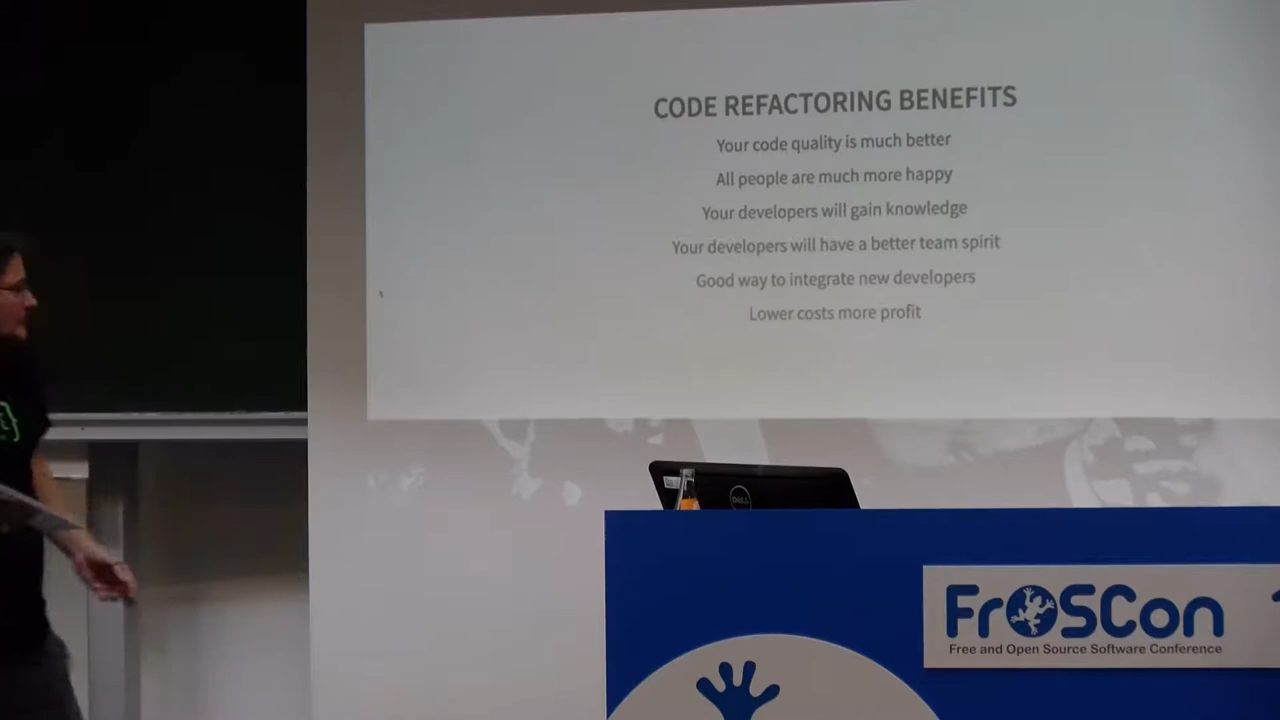 CODE REFACTORING BENEFITS
Your code quality is much better
All people are much more happy
Your developers will gain knowledge
Your developers will have a better team spirit
Good way to integrate new developers
Lower costs more profit
DELL
FrOSCon
Free and Open Source Software Conference